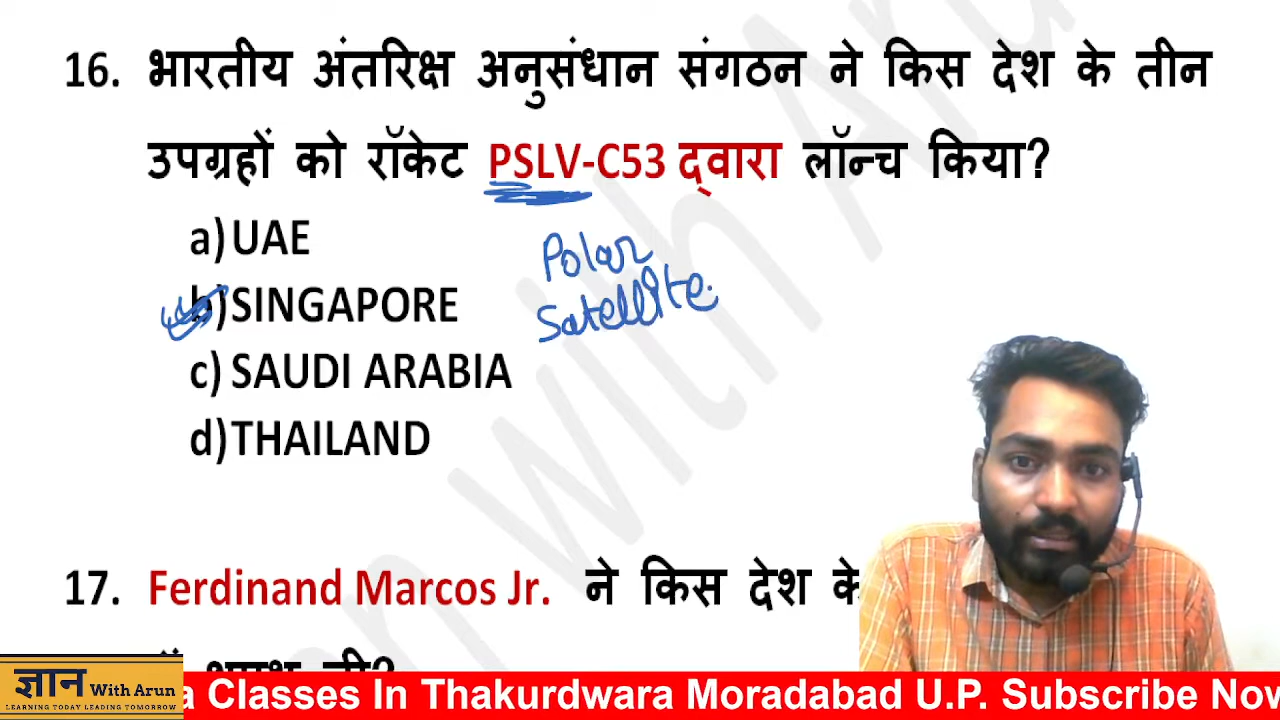 16. भारतीय अंतरिक्ष अनुसंधान संगठन ने किस देश के तीन
उपग्रहों को रॉकेट PSLV-C53 द्वारा लॉन्च किया?
a) UAE
b) SINGAPORE
c) SAUDI ARABIA
d) THAILAND
Polar
Satellite
17. Ferdinand Marcos Jr. ने किस देश के
ज्ञान With Arun
LEARNING TODAY LEADING TOMORROW
a Classes In Thakurdwara Moradabad U.P. Subscribe Now